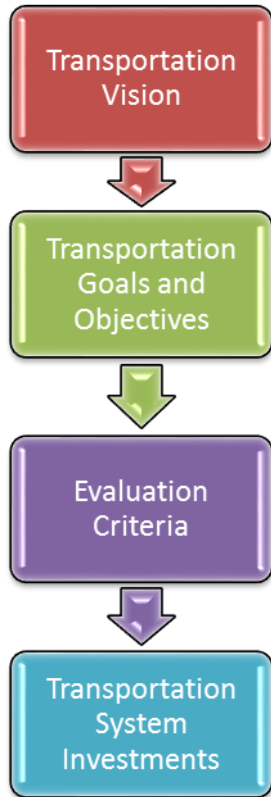 Transportation
Vision
Transportation
Goals and
Objectives
Evaluation
Criteria
Transportation
System
Investments